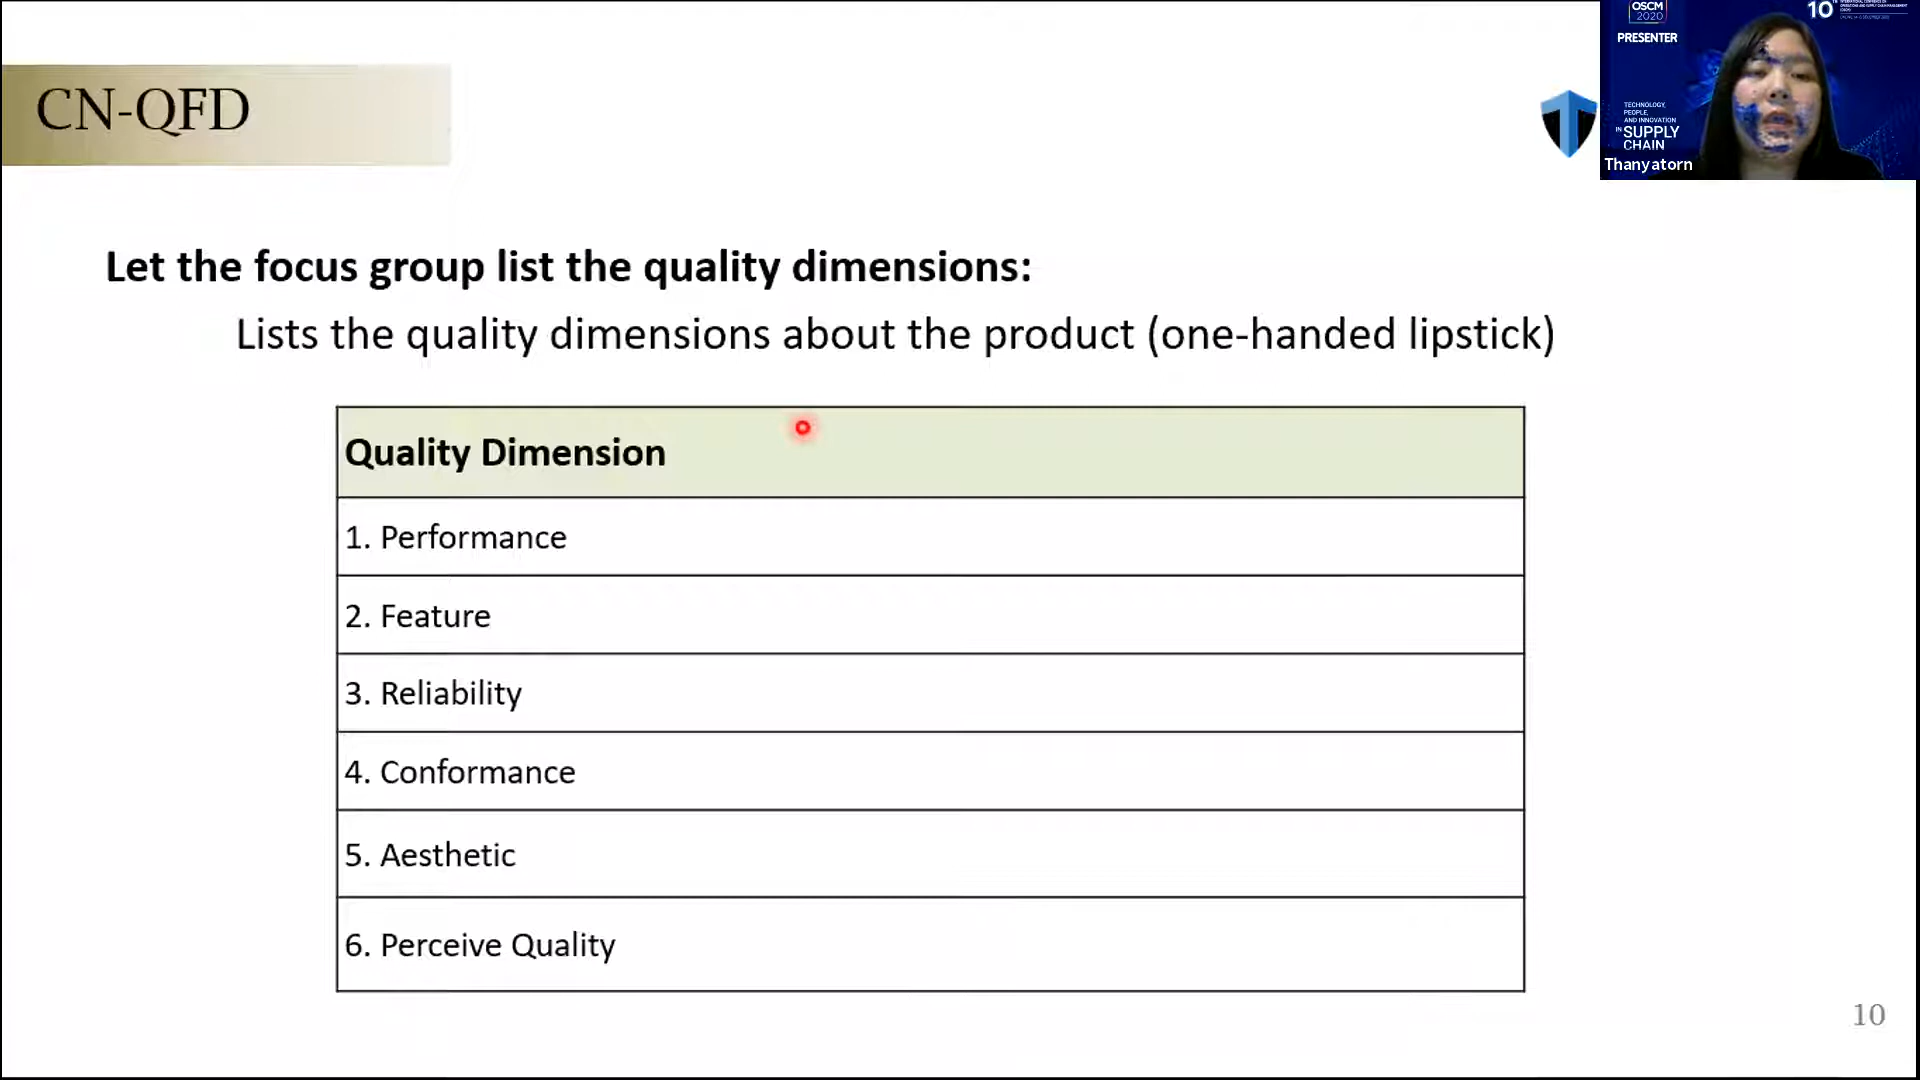 CN-QFD
OSCM
2020
PRESENTER
10
TECHNOLOGY,
PEOPLE,
AND INNOVATION
IN SUPPLY
CHAIN
Thanyatorn
Let the focus group list the quality dimensions:
Lists the quality dimensions about the product (one-handed lipstick)
Quality Dimension
1. Performance
2. Feature
3. Reliability
4. Conformance
5. Aesthetic
6. Perceive Quality
10